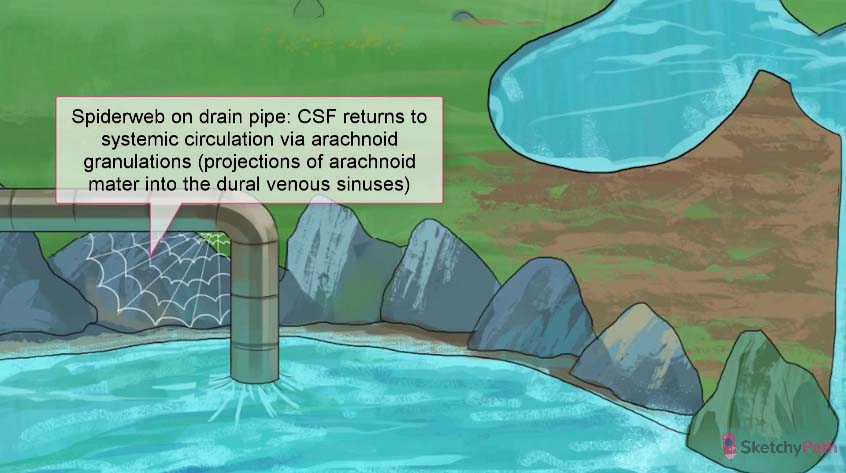 Spiderweb on drain pipe: CSF returns to
systemic circulation via arachnoid
granulations (projections of arachnoid
mater into the dural venous sinuses)
SketchyPath